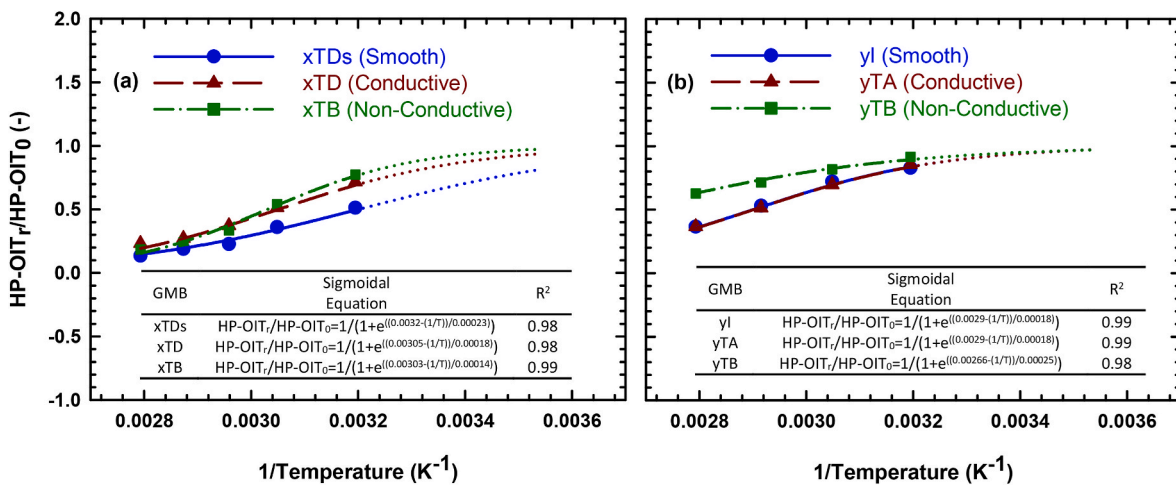 2.0
1.5
1.0
0.5
0.0
-0.5
-1.0
HP-OITr/HP-OIT0 (-)
(a)
xTDs (Smooth)
xTD (Conductive)
xTB (Non-Conductive)
GMB Sigmoidal Equation R²
xTDs HP-OITr/HP-OIT0=1/(1+e((0.0032-(1/T))/0.00023)) 0.98
xTD HP-OITr/HP-OIT0=1/(1+e((0.00305-(1/T))/0.00018)) 0.98
xTB HP-OITr/HP-OIT0=1/(1+e((0.00303-(1/T))/0.00014)) 0.99
0.0028 0.0030 0.0032 0.0034 0.0036
1/Temperature (K-1)
(b)
yI (Smooth)
yTA (Conductive)
yTB (Non-Conductive)
GMB Sigmoidal Equation R²
yI HP-OITr/HP-OIT0=1/(1+e((0.0029-(1/T))/0.00018)) 0.99
yTA HP-OITr/HP-OIT0=1/(1+e((0.0029-(1/T))/0.00018)) 0.99
yTB HP-OITr/HP-OIT0=1/(1+e((0.00266-(1/T))/0.00025)) 0.98
0.0028 0.0030 0.0032 0.0034 0.0036
1/Temperature (K-1)